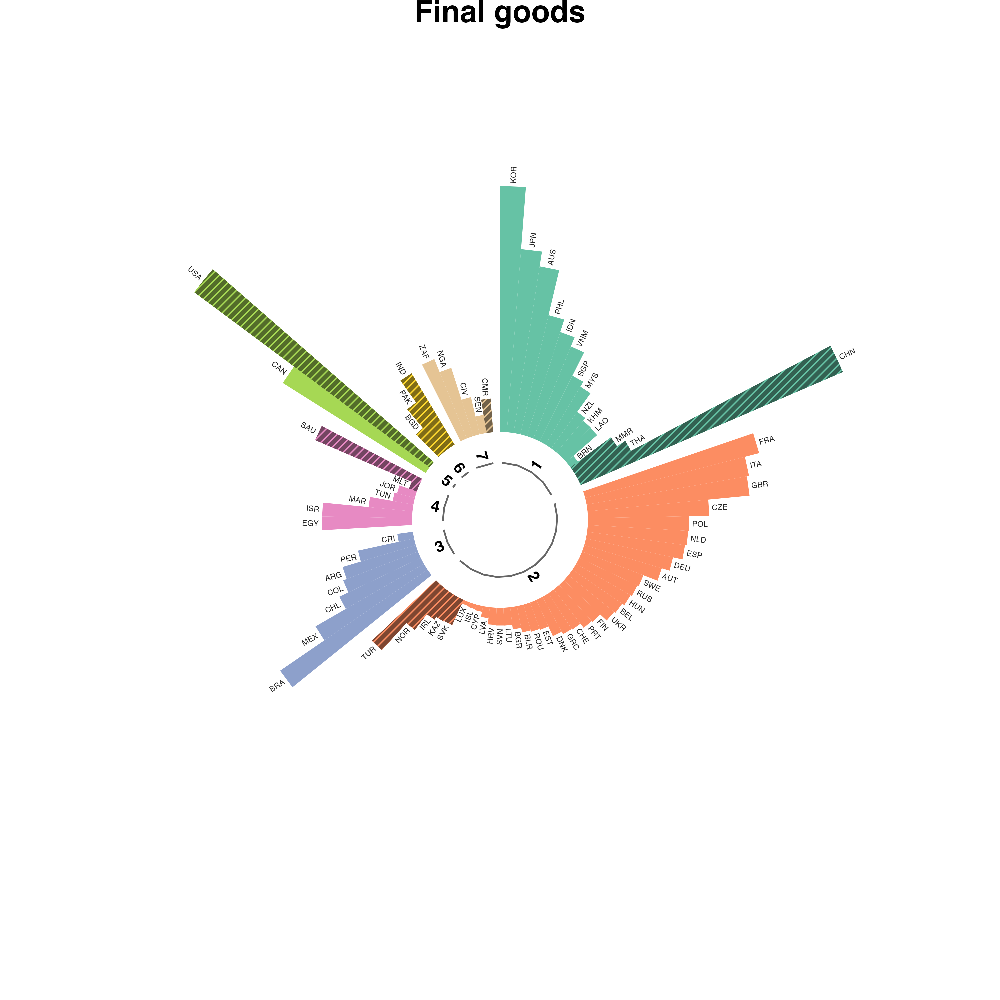 Final goods
KOR
JPN
AUS
PHL
IDN
VNM
SGP
MYS
NZL
KHM
LAO
BRN
MMR
THA
CHN
FRA
ITA
GBR
CZE
POL
NLD
ESP
DEU
AUT
SWE
RUS
HUN
BEL
UKR
FIN
PRT
CHE
GRC
DNK
EST
ROU
BLR
BGR
LTU
SVN
HRV
LVA
CYP
ISL
LUX
SVK
KAZ
IRL
NOR
TUR
BRA
MEX
CHL
COL
ARG
PER
CRI
EGY
ISR
MAR
TUN
JOR
MLT
SAU
CAN
USA
BGD
PAK
IND
ZAF
NGA
CIV
SEN
CMR
1
2
3
4
5
6
7